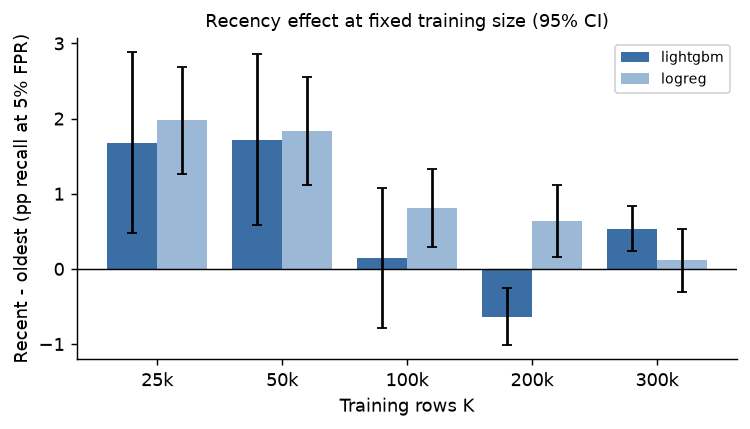 Recency effect at fixed training size (95% CI)
Recent - oldest (pp recall at 5% FPR)
3
2
1
0
−1
lightgbm
logreg
25k
50k
100k
200k
300k
Training rows K